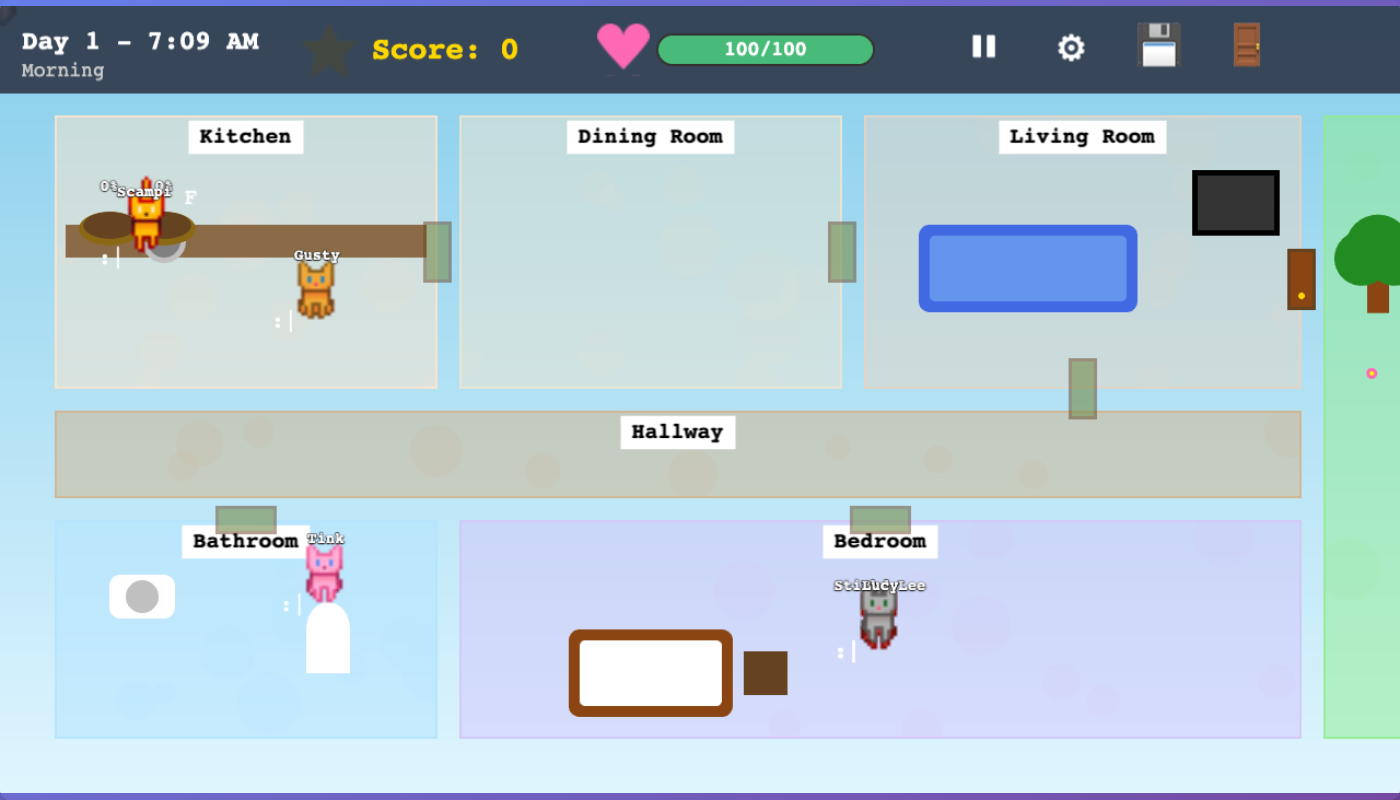 Day 1 - 7:09 AM
Morning
Score: 0
100/100
Kitchen
Dining Room
Living Room
Scampi
F
:|
Gusty
:|
Hallway
Bathroom
Tink
:|
Bedroom
LucyLee
:|